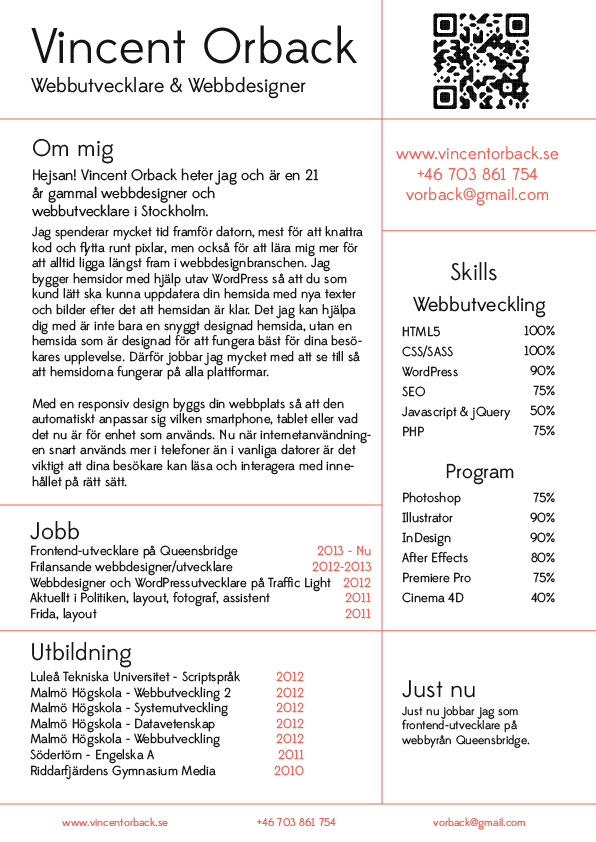 Vincent Orback
Webbutvecklare & Webbdesigner
www.vincentorback.se
+46 703 861 754
vorback@gmail.com
Om mig
Hejsan! Vincent Orback heter jag och är en 21
år gammal webbdesigner och
webbutvecklare i Stockholm.
Jag spenderar mycket tid framför datorn, mest för att knattra
kod och flytta runt pixlar, men också för att lära mig mer för
att alltid ligga längst fram i webbdesignbranschen. Jag
bygger hemsidor med hjälp utav WordPress så att du som
kund lätt ska kunna uppdatera din hemsida med nya texter
och bilder efter det att hemsidan är klar. Det jag kan hjälpa
dig med är inte bara en snyggt designad hemsida, utan en
hemsida som är designad för att fungera bäst för dina besö-
kares upplevelse. Därför jobbar jag mycket med att se till så
att hemsidorna fungerar på alla plattformar.
Med en responsiv design byggs din webbplats så att den
automatiskt anpassar sig vilken smartphone, tablet eller vad
det nu är för enhet som används. Nu när internetanvändning-
en snart används mer i telefoner än i vanliga datorer är det
viktigt att dina besökare kan läsa och interagera med inne-
hållet på rätt sätt.
Skills
Webbutveckling
HTML5 100%
CSS/SASS 100%
WordPress 90%
SEO 75%
Javascript & jQuery 50%
PHP 75%
Program
Photoshop 75%
Illustrator 90%
InDesign 90%
After Effects 80%
Premiere Pro 75%
Cinema 4D 40%
Jobb
Frontend-utvecklare på Queensbridge 2013 - Nu
Frilansande webbdesigner/utvecklare 2012-2013
Webbdesigner och WordPressutvecklare på Traffic Light 2012
Aktuellt i Politiken, layout, fotograf, assistent 2011
Frida, layout 2011
Utbildning
Luleå Tekniska Universitet - Scriptspråk 2012
Malmö Högskola - Webbutveckling 2 2012
Malmö Högskola - Systemutveckling 2012
Malmö Högskola - Datavetenskap 2012
Malmö Högskola - Webbutveckling 2012
Södertörn - Engelska A 2011
Riddarfjärdens Gymnasium Media 2010
Just nu
Just nu jobbar jag som
frontend-utvecklare på
webbyrån Queensbridge.
www.vincentorback.se +46 703 861 754 vorback@gmail.com